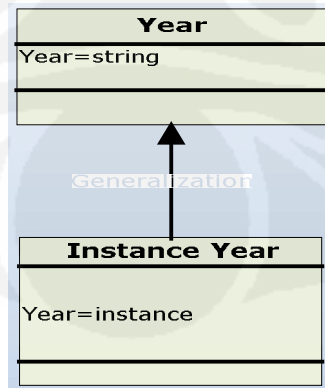 Year
Year=string
Generalization
Instance Year
Year=instance